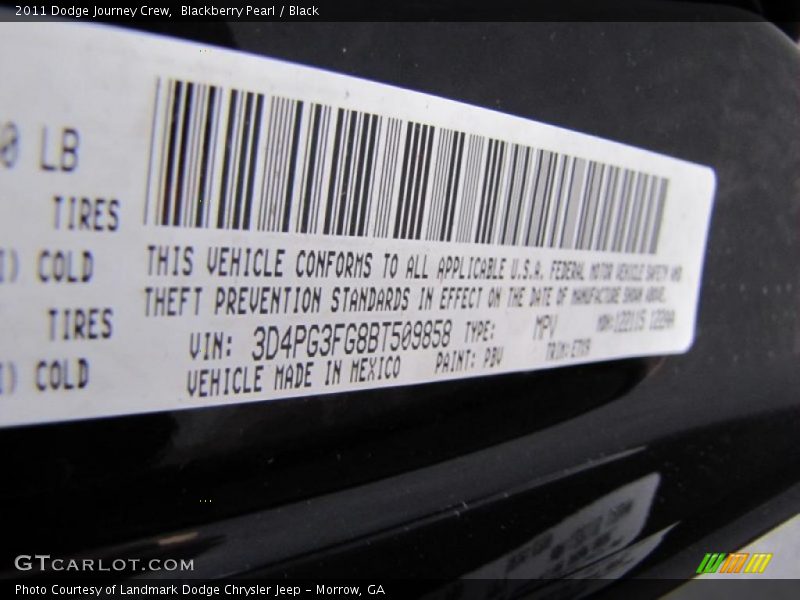 2011 Dodge Journey Crew, Blackberry Pearl / Black
0 LB
TIRES
) COLD
TIRES
) COLD
THIS VEHICLE CONFORMS TO ALL APPLICABLE U.S.A. FEDERAL MOTOR VEHICLE SAFETY AND
THEFT PREVENTION STANDARDS IN EFFECT ON THE DATE OF MANUFACTURE SHOWN ABOVE.
VIN: 3D4PG3FG8BT509858 TYPE: MPV
VEHICLE MADE IN MEXICO PAINT: PBV TRIM:
GTCARLOT.COM
Photo Courtesy of Landmark Dodge Chrysler Jeep - Morrow, GA